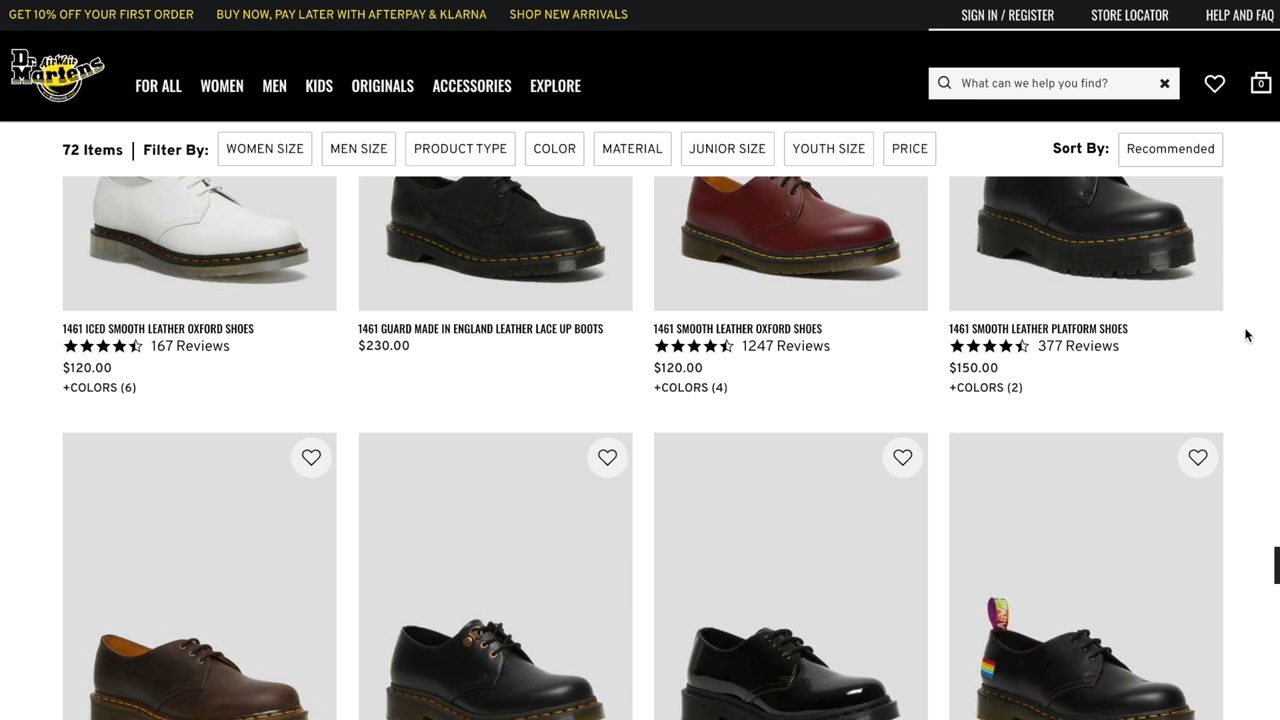 GET 10% OFF YOUR FIRST ORDER BUY NOW, PAY LATER WITH AFTERPAY & KLARNA SHOP NEW ARRIVALS SIGN IN / REGISTER STORE LOCATOR HELP AND FAQ
Dr. Martens AirWair
FOR ALL WOMEN MEN KIDS ORIGINALS ACCESSORIES EXPLORE What can we help you find? 0
72 Items | Filter By: WOMEN SIZE MEN SIZE PRODUCT TYPE COLOR MATERIAL JUNIOR SIZE YOUTH SIZE PRICE Sort By: Recommended
1461 ICED SMOOTH LEATHER OXFORD SHOES 1461 GUARD MADE IN ENGLAND LEATHER LACE UP BOOTS 1461 SMOOTH LEATHER OXFORD SHOES 1461 SMOOTH LEATHER PLATFORM SHOES
167 Reviews $230.00 1247 Reviews 377 Reviews
$120.00 $120.00 $150.00
+COLORS (6) +COLORS (4) +COLORS (2)